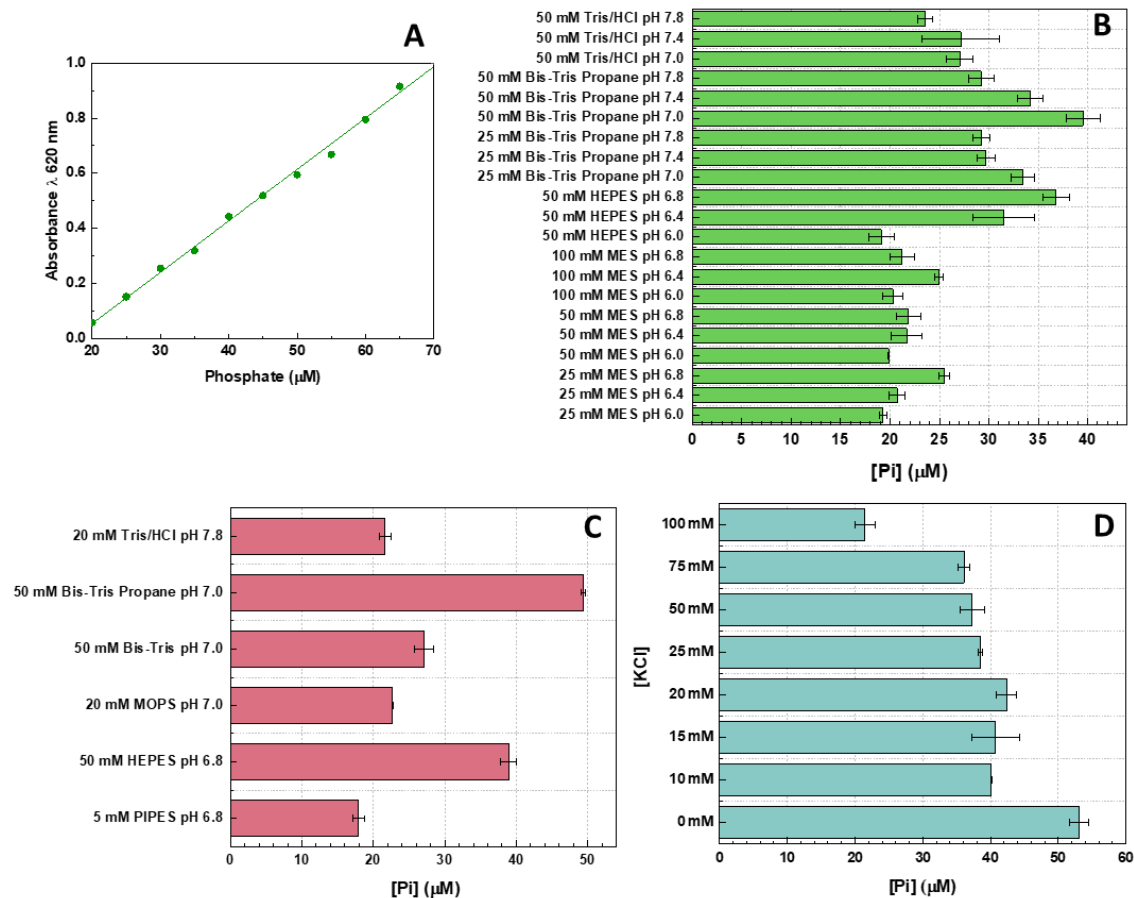 A
Absorbance λ 620 nm
1.0
0.8
0.6
0.4
0.2
0.0
20 30 40 50 60 70
Phosphate (µM)
B
50 mM Tris/HCl pH 7.8
50 mM Tris/HCl pH 7.4
50 mM Tris/HCl pH 7.0
50 mM Bis-Tris Propane pH 7.8
50 mM Bis-Tris Propane pH 7.4
50 mM Bis-Tris Propane pH 7.0
25 mM Bis-Tris Propane pH 7.8
25 mM Bis-Tris Propane pH 7.4
25 mM Bis-Tris Propane pH 7.0
50 mM HEPES pH 6.8
50 mM HEPES pH 6.4
50 mM HEPES pH 6.0
100 mM MES pH 6.8
100 mM MES pH 6.4
100 mM MES pH 6.0
50 mM MES pH 6.8
50 mM MES pH 6.4
50 mM MES pH 6.0
25 mM MES pH 6.8
25 mM MES pH 6.4
25 mM MES pH 6.0
0 5 10 15 20 25 30 35 40
[Pi] (µM)
C
20 mM Tris/HCl pH 7.8
50 mM Bis-Tris Propane pH 7.0
50 mM Bis-Tris pH 7.0
20 mM MOPS pH 7.0
50 mM HEPES pH 6.8
5 mM PIPES pH 6.8
0 10 20 30 40 50
[Pi] (µM)
D
[KCl]
100 mM
75 mM
50 mM
25 mM
20 mM
15 mM
10 mM
0 mM
0 10 20 30 40 50 60
[Pi] (µM)